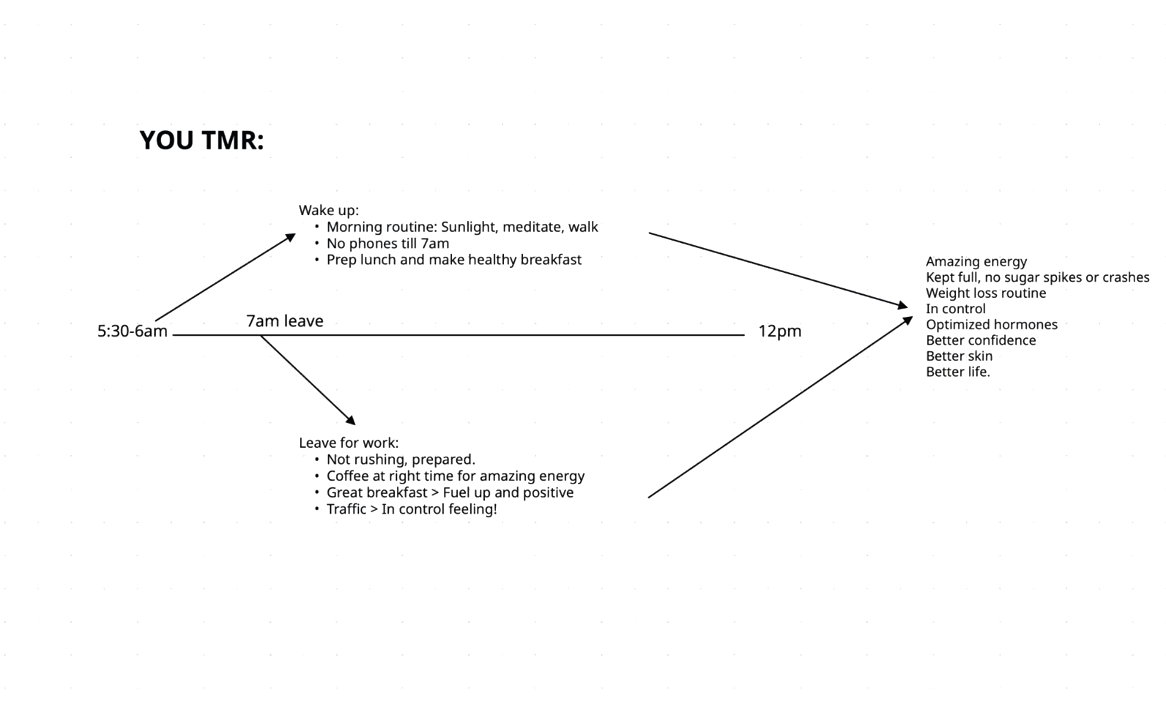 YOU TMR:
Wake up:
• Morning routine: Sunlight, meditate, walk
• No phones till 7am
• Prep lunch and make healthy breakfast
5:30-6am
7am leave
12pm
Leave for work:
• Not rushing, prepared.
• Coffee at right time for amazing energy
• Great breakfast > Fuel up and positive
• Traffic > In control feeling!
Amazing energy
Kept full, no sugar spikes or crashes
Weight loss routine
In control
Optimized hormones
Better confidence
Better skin
Better life.